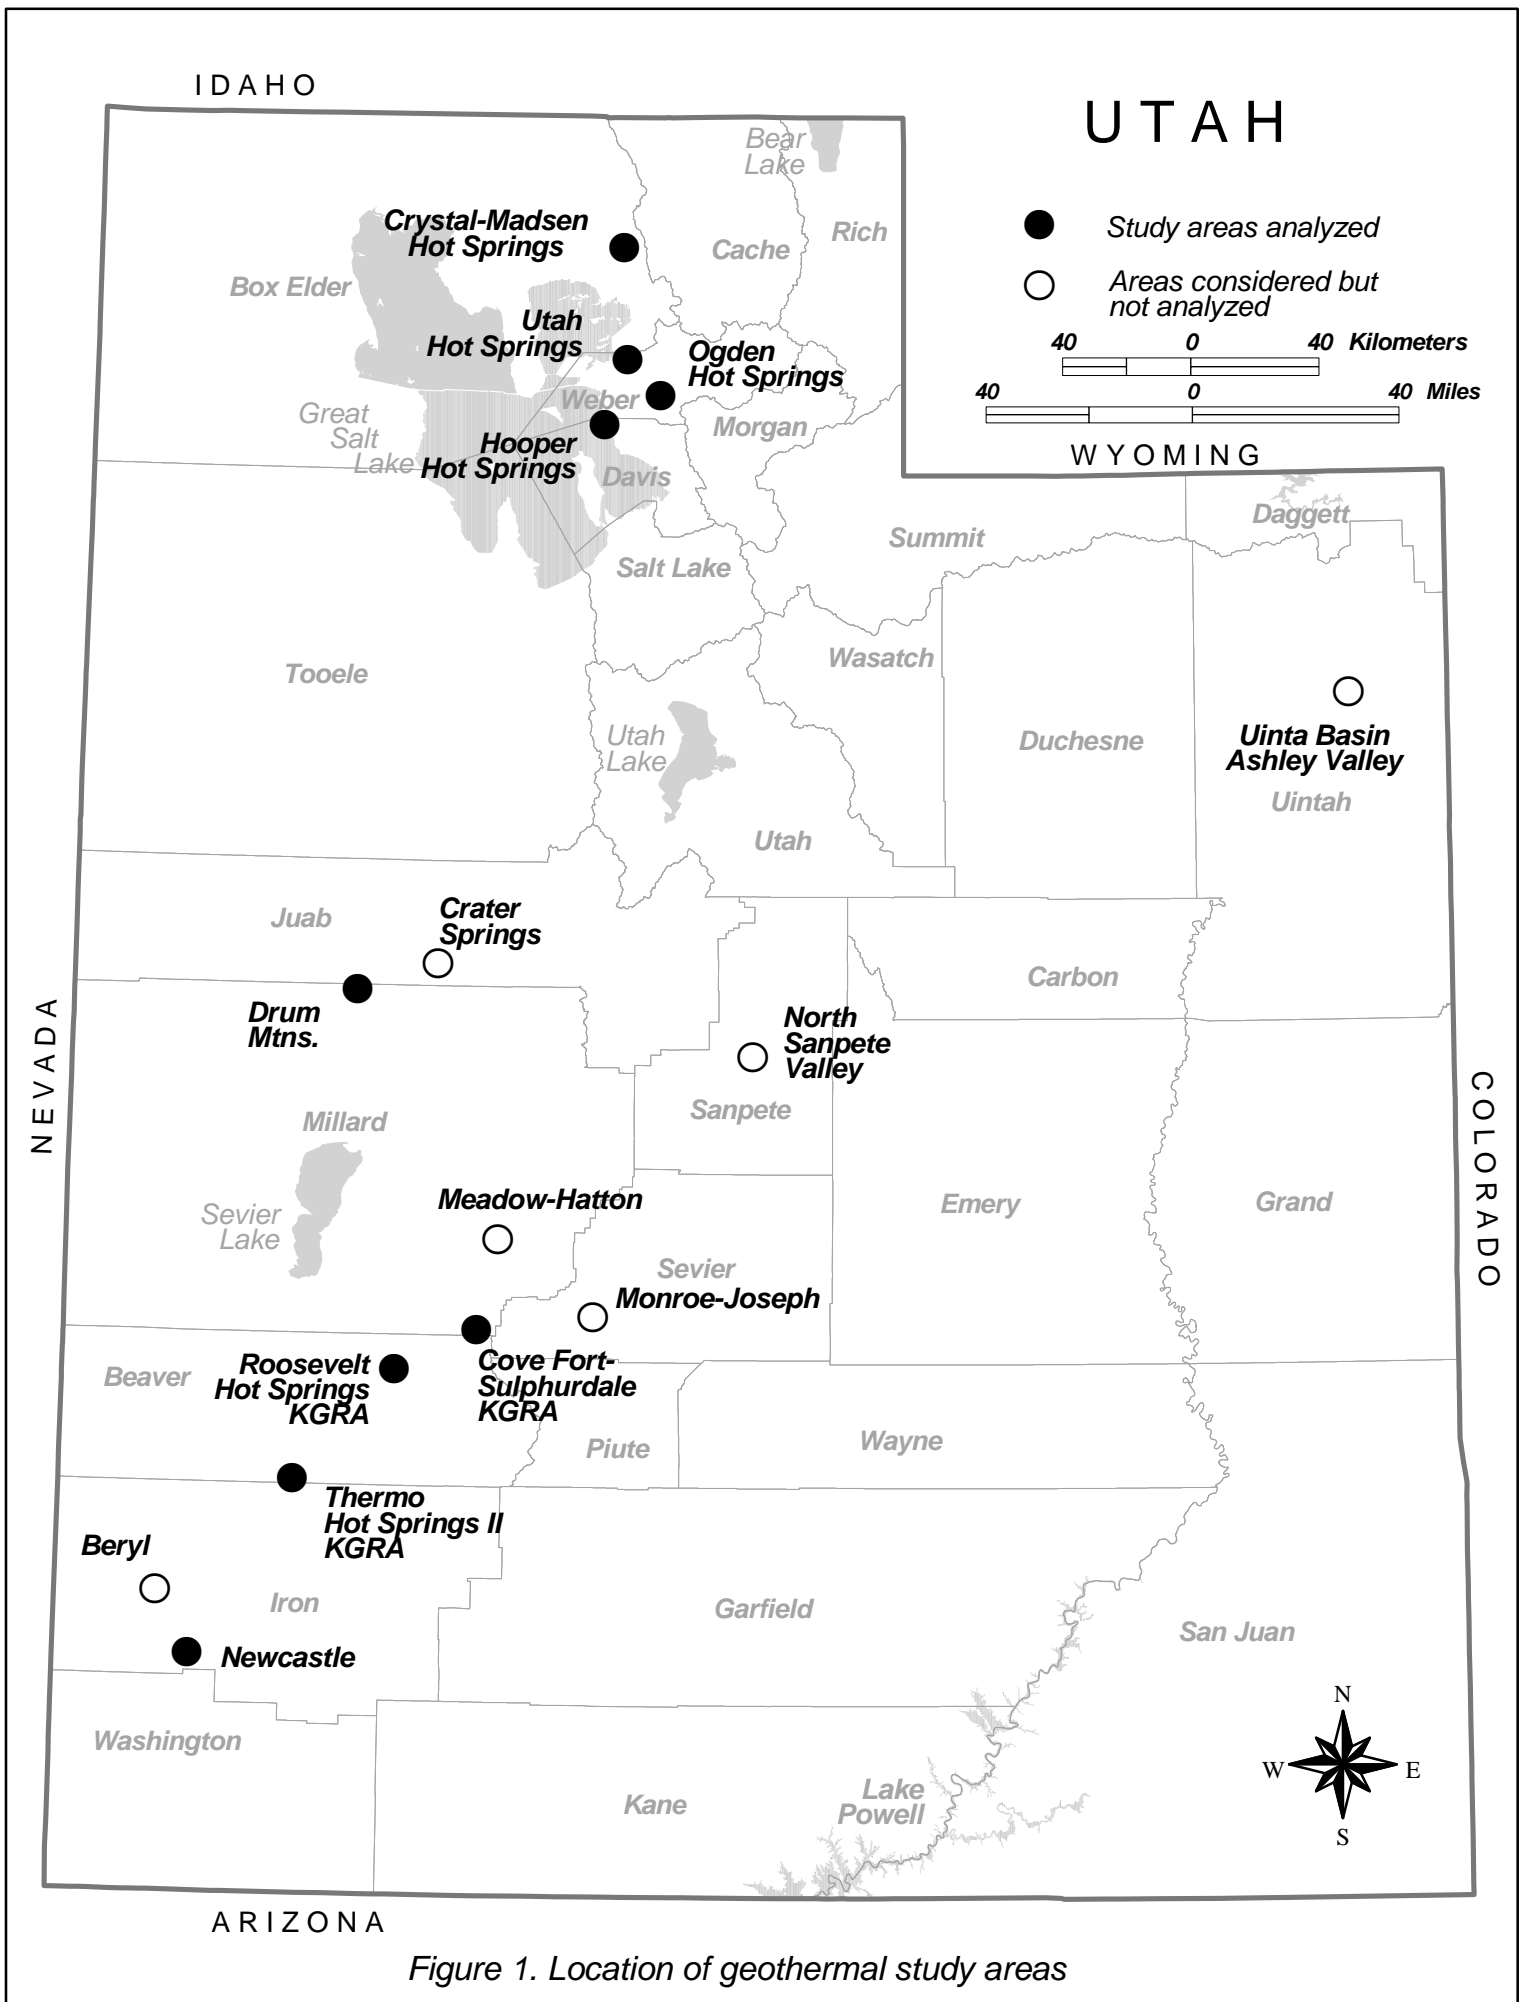 IDAHO
UTAH
Bear
Lake
Crystal-Madsen
Hot Springs
Cache
Rich
Study areas analyzed
Areas considered but
not analyzed
Box Elder
Utah
Hot Springs
Ogden
Hot Springs
40 0 40 Kilometers
40 0 40 Miles
Weber
Great
Salt
Lake
Hooper
Hot Springs
Morgan
Davis
WYOMING
Daggett
Summit
Salt Lake
Tooele
Wasatch
Utah
Lake
Duchesne
Uinta Basin
Ashley Valley
Uintah
Utah
Juab
Crater
Springs
Carbon
Drum
Mtns.
North
Sanpete
Valley
NEVADA
COLORADO
Millard
Sanpete
Sevier
Lake
Meadow-Hatton
Emery
Grand
Sevier
Monroe-Joseph
Beaver
Roosevelt
Hot Springs
KGRA
Cove Fort-
Sulphurdale
KGRA
Piute
Wayne
Thermo
Hot Springs II
KGRA
Beryl
Iron
Garfield
San Juan
Newcastle
Washington
Kane
Lake
Powell
N
W E
S
ARIZONA
Figure 1. Location of geothermal study areas